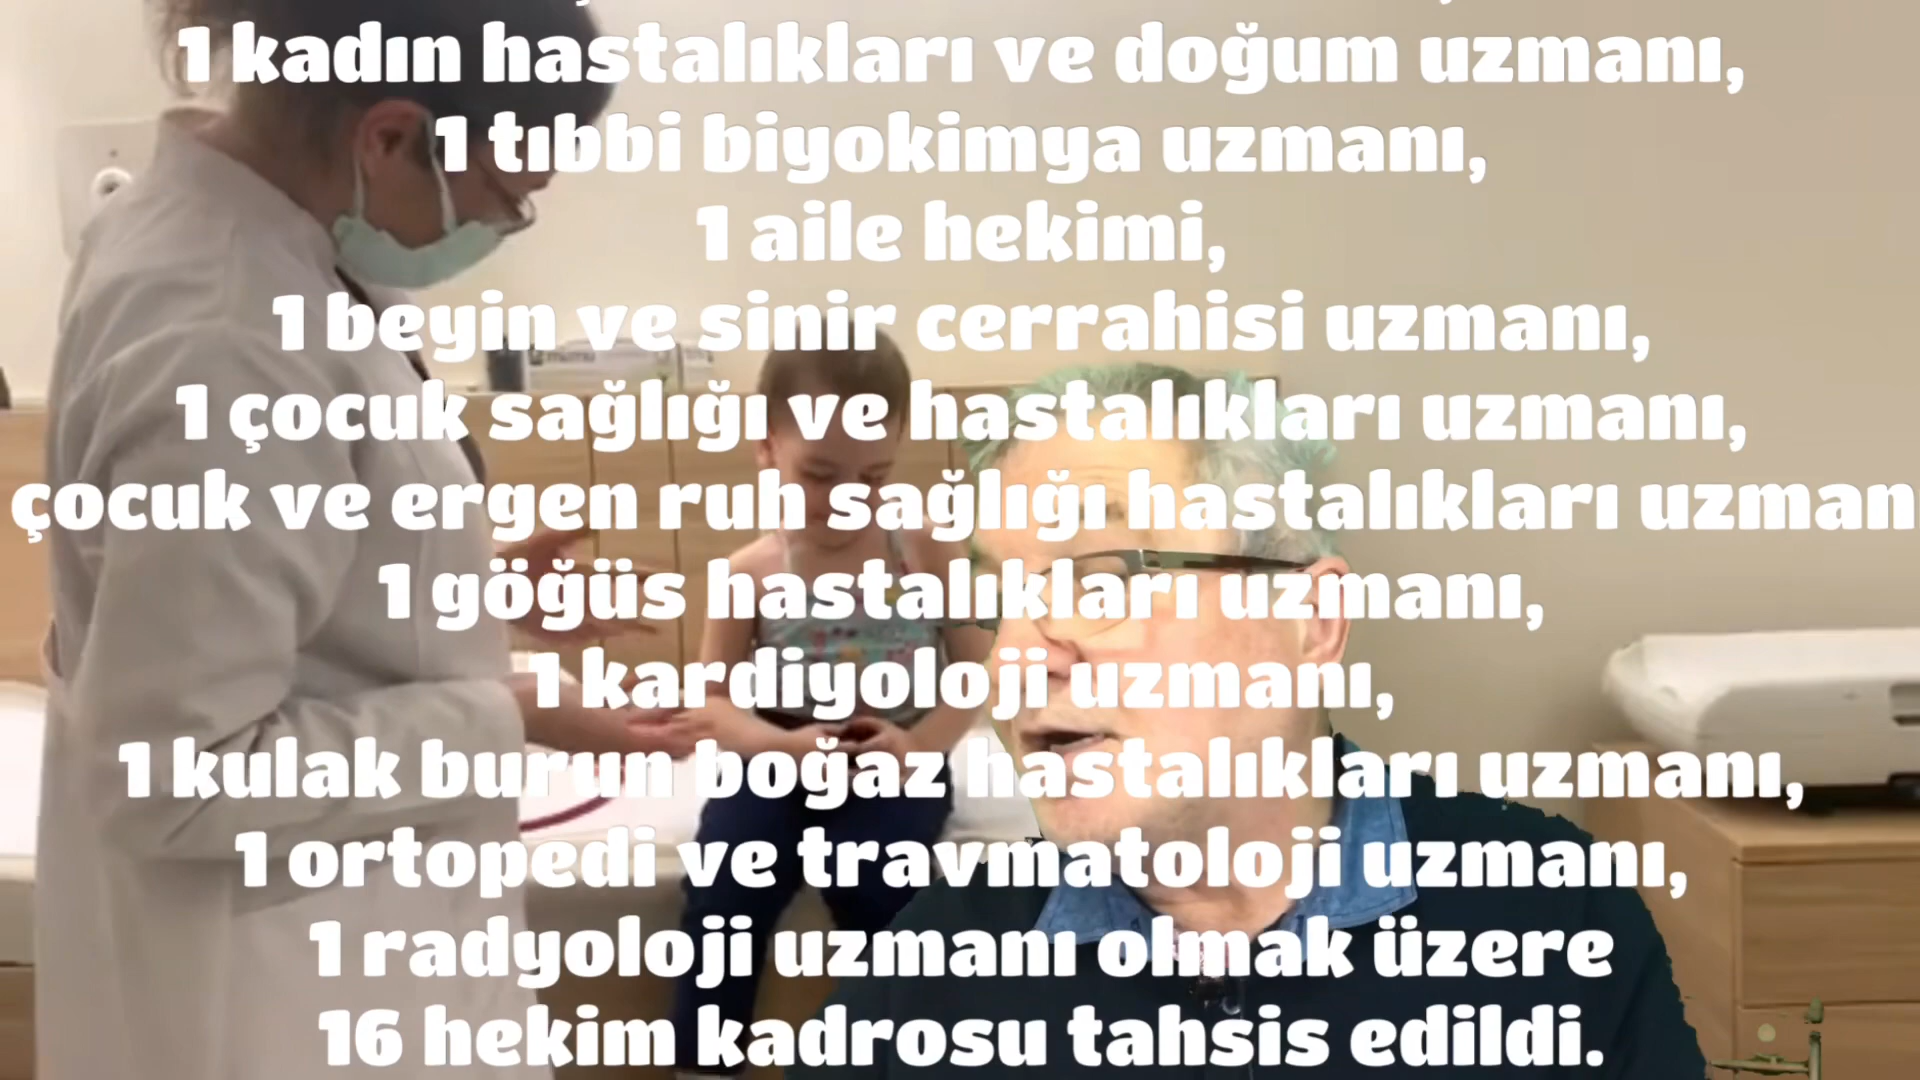 1 kadın hastalıkları ve doğum uzmanı,
1 tıbbi biyokimya uzmanı,
1 aile hekimi,
1 beyin ve sinir cerrahisi uzmanı,
1 çocuk sağlığı ve hastalıkları uzmanı,
çocuk ve ergen ruh sağlığı hastalıkları uzman
1 göğüs hastalıkları uzmanı,
1 kardiyoloji uzmanı,
1 kulak burun boğaz hastalıkları uzmanı,
1 ortopedi ve travmatoloji uzmanı,
1 radyoloji uzmanı olmak üzere
16 hekim kadrosu tahsis edildi.